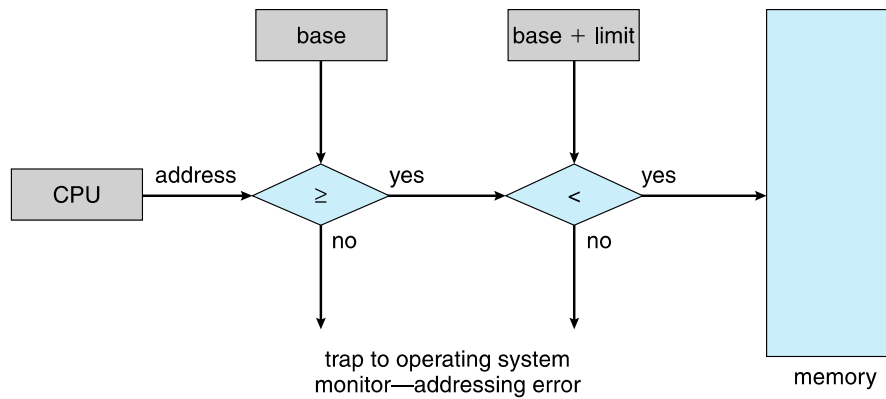 base
base + limit
CPU
address
≥
yes
<
yes
no
no
trap to operating system
monitor—addressing error
memory